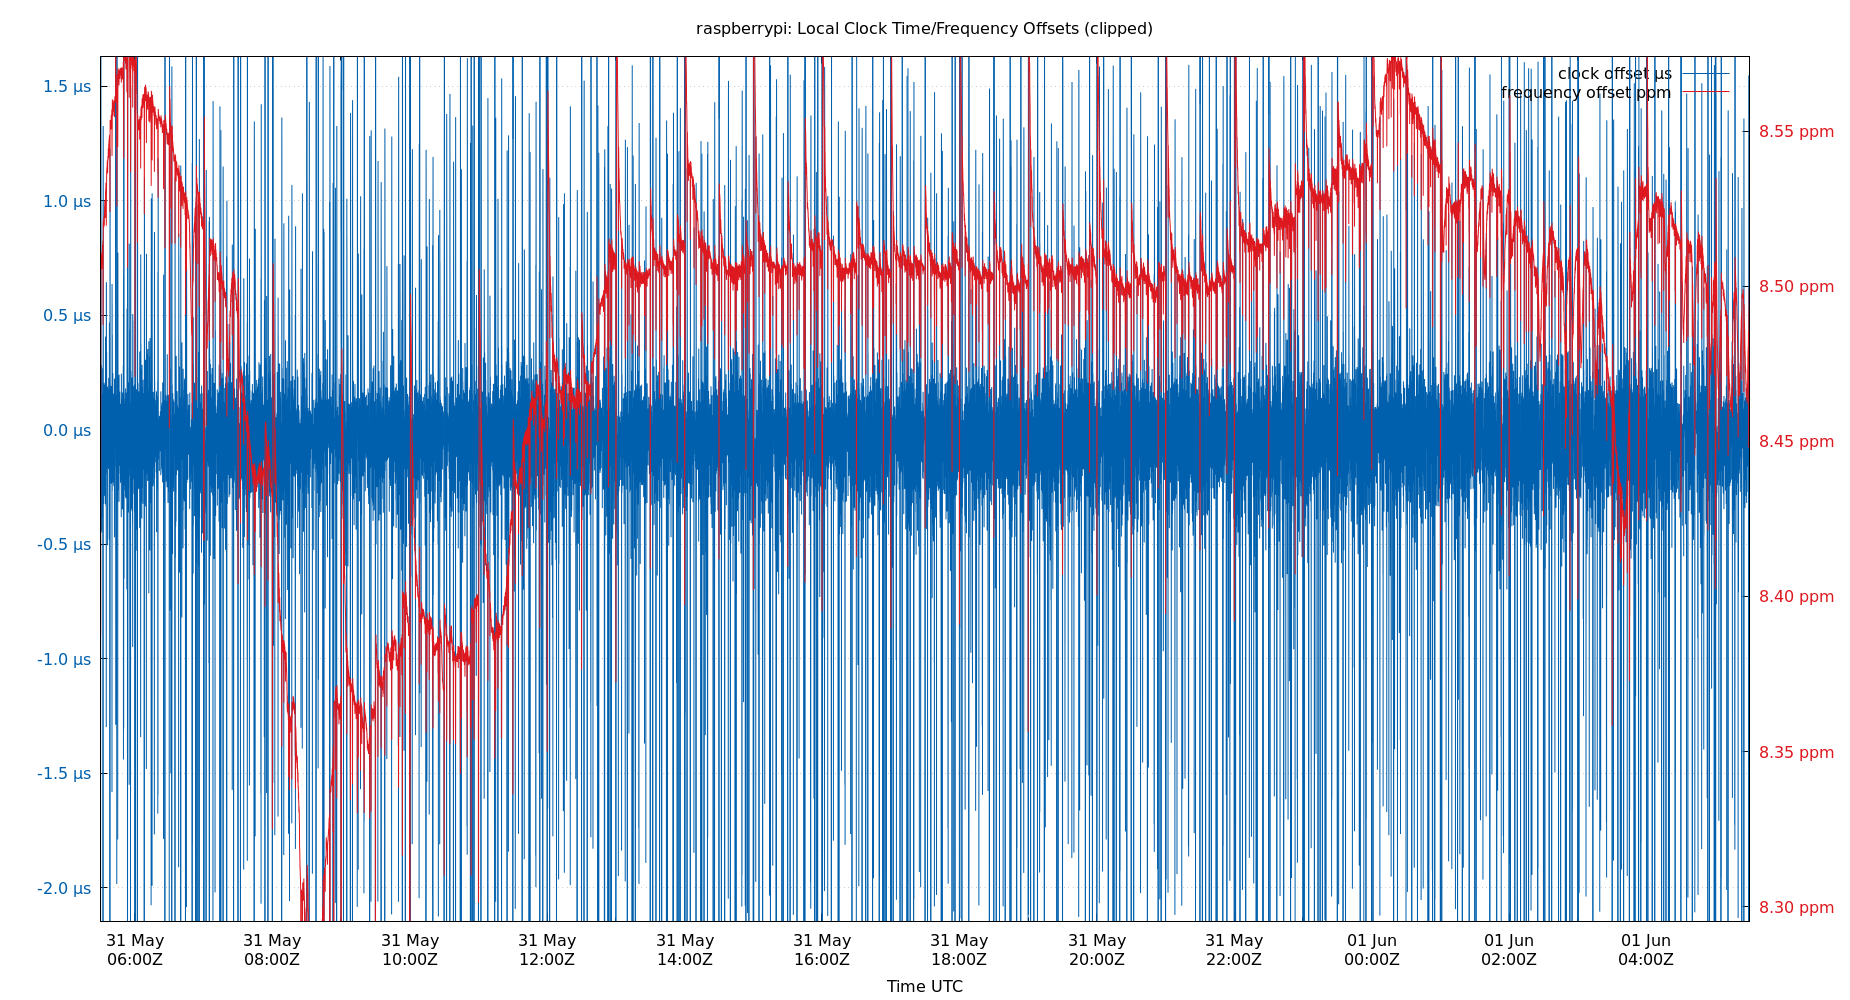 raspberrypi: Local Clock Time/Frequency Offsets (clipped)
clock offset µs
frequency offset ppm
1.5 µs
1.0 µs
0.5 µs
0.0 µs
-0.5 µs
-1.0 µs
-1.5 µs
-2.0 µs
8.55 ppm
8.50 ppm
8.45 ppm
8.40 ppm
8.35 ppm
8.30 ppm
31 May 31 May 31 May 31 May 31 May 31 May 31 May 31 May 31 May 01 Jun 01 Jun 01 Jun
06:00Z 08:00Z 10:00Z 12:00Z 14:00Z 16:00Z 18:00Z 20:00Z 22:00Z 00:00Z 02:00Z 04:00Z
Time UTC